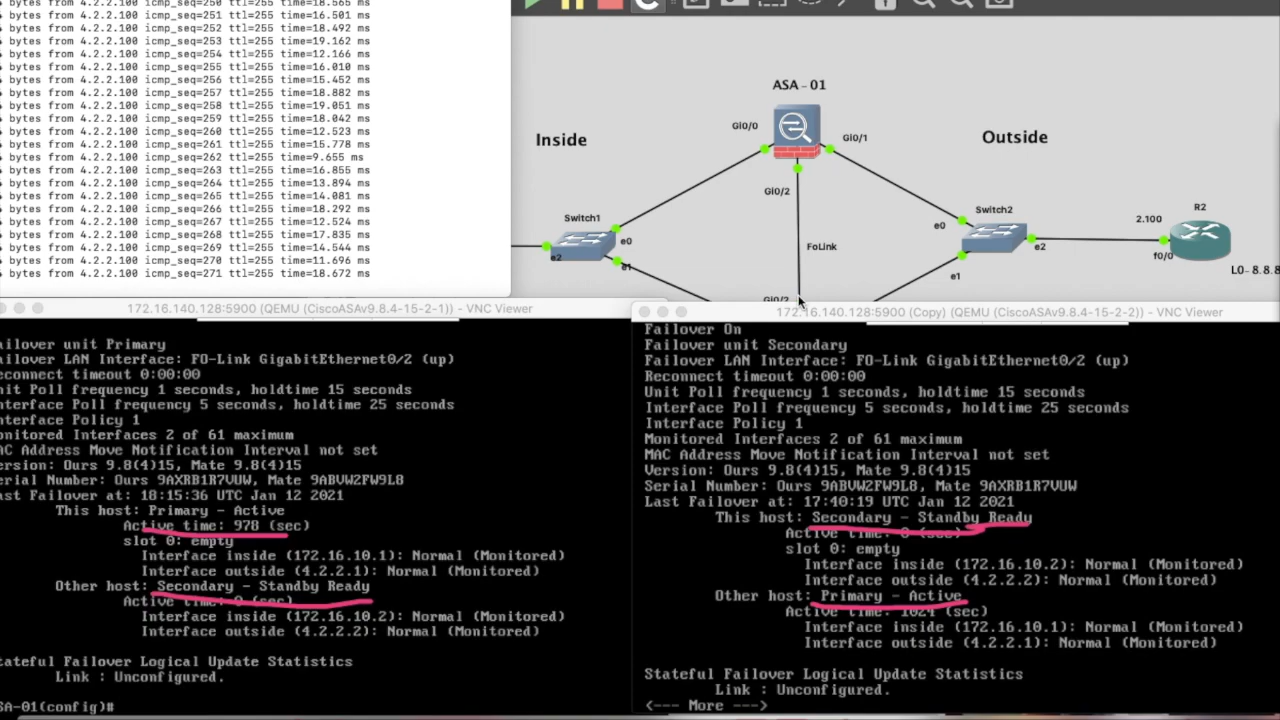 bytes from 4.2.2.100 icmp_seq=250 ttl=255 time=18.565 ms
bytes from 4.2.2.100 icmp_seq=251 ttl=255 time=16.501 ms
bytes from 4.2.2.100 icmp_seq=252 ttl=255 time=18.492 ms
bytes from 4.2.2.100 icmp_seq=253 ttl=255 time=19.162 ms
bytes from 4.2.2.100 icmp_seq=254 ttl=255 time=12.166 ms
bytes from 4.2.2.100 icmp_seq=255 ttl=255 time=16.010 ms
bytes from 4.2.2.100 icmp_seq=256 ttl=255 time=15.452 ms
bytes from 4.2.2.100 icmp_seq=257 ttl=255 time=18.882 ms
bytes from 4.2.2.100 icmp_seq=258 ttl=255 time=19.051 ms
bytes from 4.2.2.100 icmp_seq=259 ttl=255 time=18.042 ms
bytes from 4.2.2.100 icmp_seq=260 ttl=255 time=12.523 ms
bytes from 4.2.2.100 icmp_seq=261 ttl=255 time=15.778 ms
bytes from 4.2.2.100 icmp_seq=262 ttl=255 time=9.655 ms
bytes from 4.2.2.100 icmp_seq=263 ttl=255 time=16.855 ms
bytes from 4.2.2.100 icmp_seq=264 ttl=255 time=13.894 ms
bytes from 4.2.2.100 icmp_seq=265 ttl=255 time=14.081 ms
bytes from 4.2.2.100 icmp_seq=266 ttl=255 time=18.292 ms
bytes from 4.2.2.100 icmp_seq=267 ttl=255 time=12.524 ms
bytes from 4.2.2.100 icmp_seq=268 ttl=255 time=17.835 ms
bytes from 4.2.2.100 icmp_seq=269 ttl=255 time=14.544 ms
bytes from 4.2.2.100 icmp_seq=270 ttl=255 time=11.696 ms
bytes from 4.2.2.100 icmp_seq=271 ttl=255 time=18.672 ms
ASA-01
Gi0/0
Gi0/1
Inside
Outside
Gi0/2
Switch1
Switch2
R2
2.100
e0
e0
FoLink
e2
e2
f0/0
e1
e1
L0-8.8.8
Gi0/2
172.16.140.128:5900 (QEMU (CiscoASAv9.8.4-15-2-1)) - VNC Viewer
ailover unit Primary
ailover LAN Interface: FO-Link GigabitEthernet0/2 (up)
econnect timeout 0:00:00
nit Poll frequency 1 seconds, holdtime 15 seconds
nterface Poll frequency 5 seconds, holdtime 25 seconds
nterface Policy 1
onitored Interfaces 2 of 61 maximum
AC Address Move Notification Interval not set
ersion: Ours 9.8(4)15, Mate 9.8(4)15
erial Number: Ours 9AXRB1R7VUW, Mate 9ABVW2FW9L8
ast Failover at: 18:15:36 UTC Jan 12 2021
This host: Primary - Active
Active time: 978 (sec)
slot 0: empty
Interface inside (172.16.10.1): Normal (Monitored)
Interface outside (4.2.2.1): Normal (Monitored)
Other host: Secondary - Standby Ready
Active time: 0 (sec)
Interface inside (172.16.10.2): Normal (Monitored)
Interface outside (4.2.2.2): Normal (Monitored)
tateful Failover Logical Update Statistics
Link : Unconfigured.
SA-01(config)#
172.16.140.128:5900 (Copy) (QEMU (CiscoASAv9.8.4-15-2-2)) - VNC Viewer
Failover On
Failover unit Secondary
Failover LAN Interface: FO-Link GigabitEthernet0/2 (up)
Reconnect timeout 0:00:00
Unit Poll frequency 1 seconds, holdtime 15 seconds
Interface Poll frequency 5 seconds, holdtime 25 seconds
Interface Policy 1
Monitored Interfaces 2 of 61 maximum
MAC Address Move Notification Interval not set
Version: Ours 9.8(4)15, Mate 9.8(4)15
Serial Number: Ours 9ABVW2FW9L8, Mate 9AXRB1R7VUW
Last Failover at: 17:40:19 UTC Jan 12 2021
This host: Secondary - Standby Ready
Active time: 0 (sec)
slot 0: empty
Interface inside (172.16.10.2): Normal (Monitored)
Interface outside (4.2.2.2): Normal (Monitored)
Other host: Primary - Active
Active time: 1024 (sec)
Interface inside (172.16.10.1): Normal (Monitored)
Interface outside (4.2.2.1): Normal (Monitored)
Stateful Failover Logical Update Statistics
Link : Unconfigured.
<--- More --->